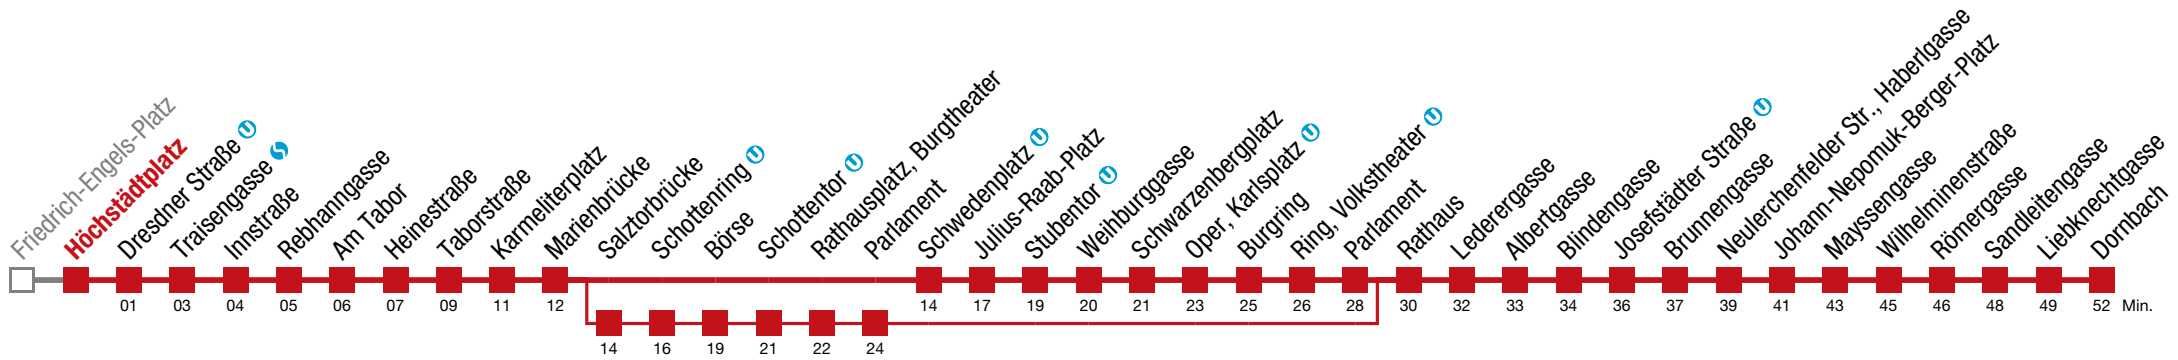 Friedrich-Engels-Platz
Höchstädtplatz
Dresdner Straße
Traisengasse
Innstraße
Rebhanngasse
Am Tabor
Heinestraße
Taborstraße
Karmeliterplatz
Marienbrücke
Salztorbrücke
Schottenring
Börse
Schottentor
Rathausplatz, Burgtheater
Parlament
Schwedenplatz
Julius-Raab-Platz
Stubentor
Weihburggasse
Schwarzenbergplatz
Oper, Karlsplatz
Burgring
Ring, Volkstheater
Parlament
Rathaus
Lederergasse
Albertgasse
Blindengasse
Josefstädter Straße
Brunnengasse
Neulerchenfelder Str., Haberlgasse
Johann-Nepomuk-Berger-Platz
Mayssengasse
Wilhelminenstraße
Römergasse
Sandleitengasse
Liebknechtgasse
Dornbach
01 03 04 05 06 07 09 11 12 14 17 19 20 21 23 25 26 28 30 32 33 34 36 37 39 41 43 45 46 48 49 52 Min.
14 16 19 21 22 24